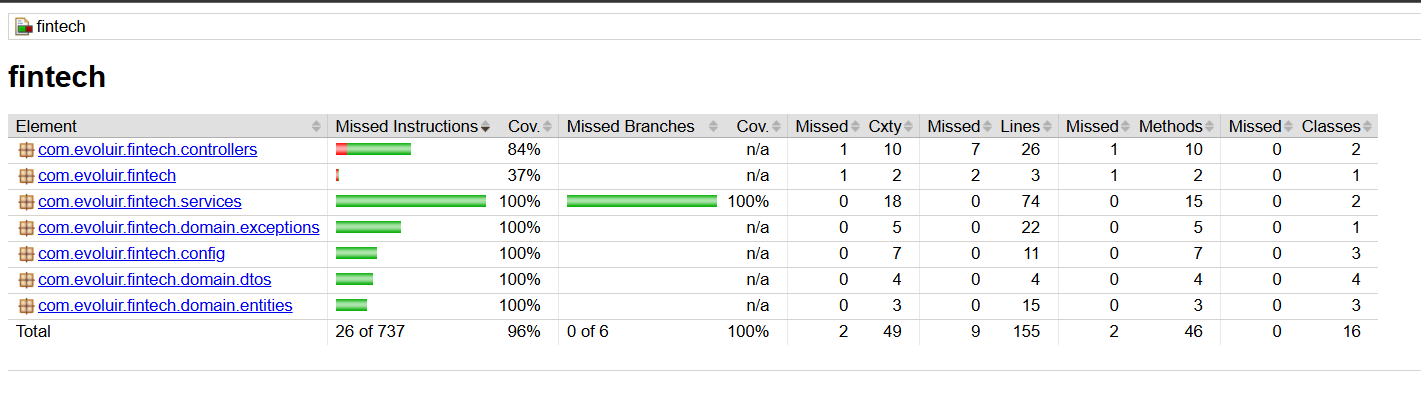 fintech
fintech
Element Missed Instructions Cov. Missed Branches Cov. Missed Cxty Missed Lines Missed Methods Missed Classes
com.evoluir.fintech.controllers 84% n/a 1 10 7 26 1 10 0 2
com.evoluir.fintech 37% n/a 1 2 2 3 1 2 0 1
com.evoluir.fintech.services 100% 100% 0 18 0 74 0 15 0 2
com.evoluir.fintech.domain.exceptions 100% n/a 0 5 0 22 0 5 0 1
com.evoluir.fintech.config 100% n/a 0 7 0 11 0 7 0 3
com.evoluir.fintech.domain.dtos 100% n/a 0 4 0 4 0 4 0 4
com.evoluir.fintech.domain.entities 100% n/a 0 3 0 15 0 3 0 3
Total 26 of 737 96% 0 of 6 100% 2 49 9 155 2 46 0 16